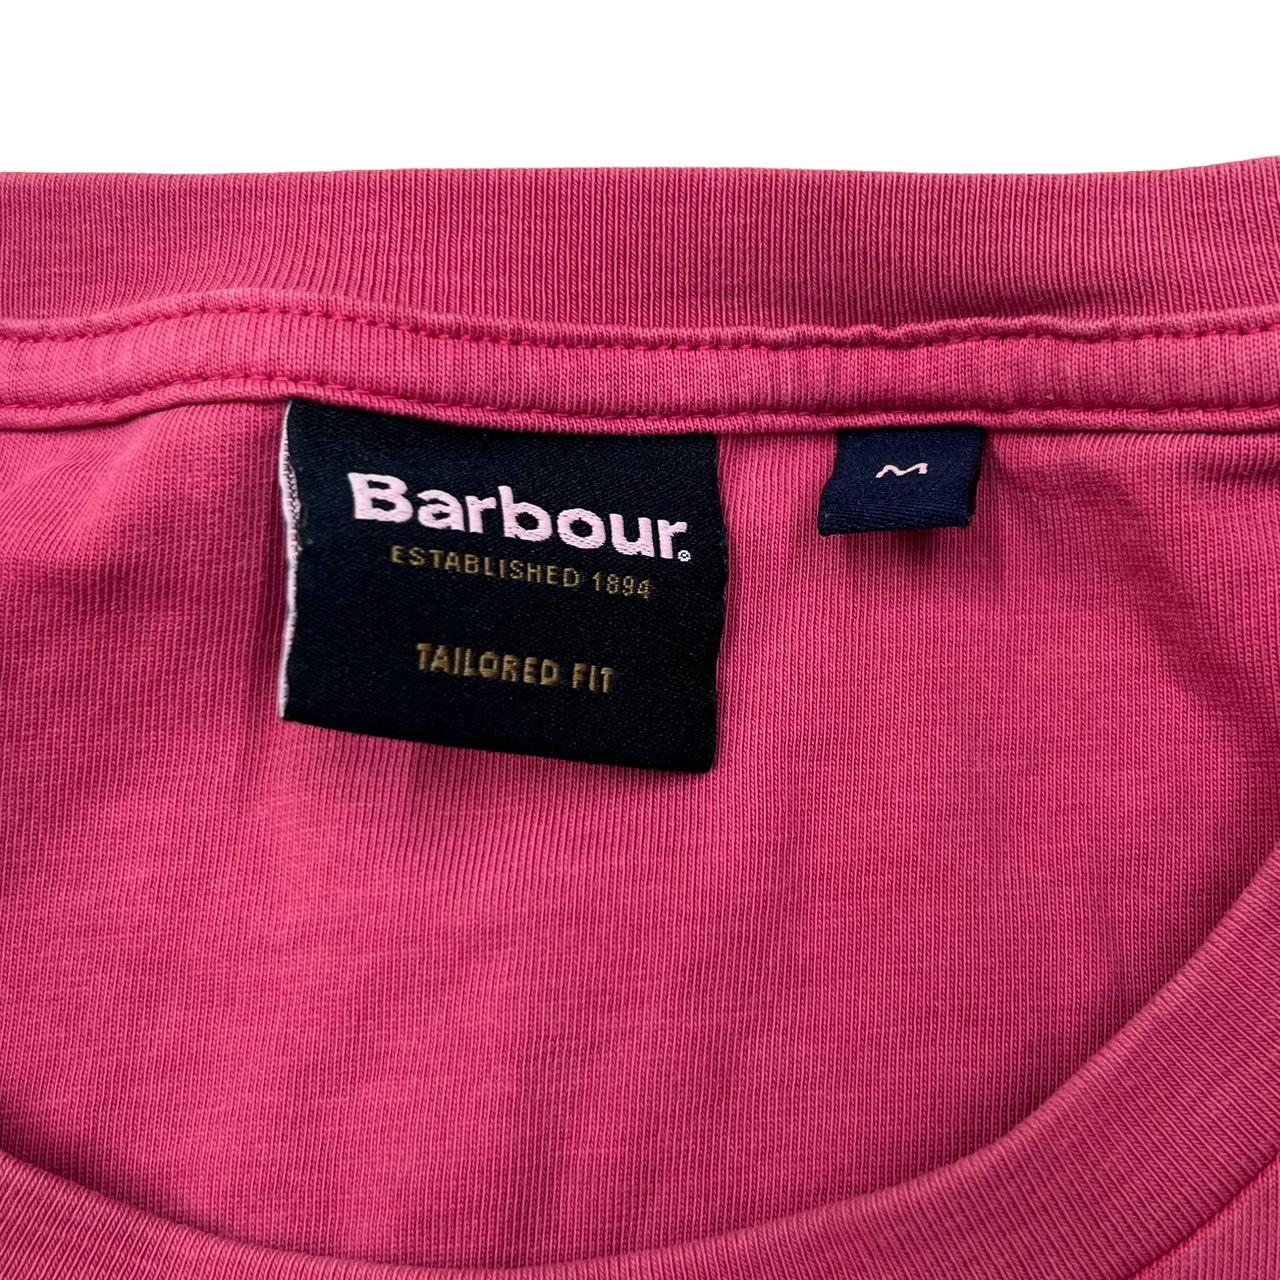 Barbour®
ESTABLISHED 1894
TAILORED FIT
M